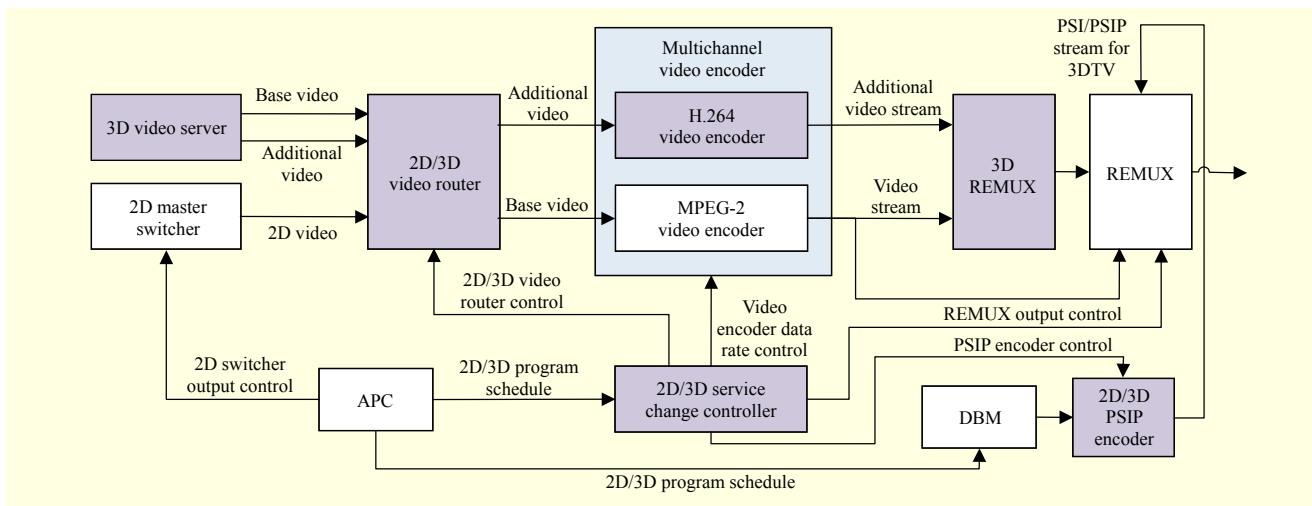 Multichannel
video encoder
PSI/PSIP
stream for
3DTV
3D video server
Base video
Additional
video
2D master
switcher
2D video
2D/3D
video router
Additional
video
Base video
H.264
video encoder
MPEG-2
video encoder
Additional
video stream
Video
stream
3D
REMUX
REMUX
2D/3D video
router control
Video
encoder data
rate control
REMUX output control
PSIP encoder control
2D switcher
output control
APC
2D/3D program
schedule
2D/3D service
change controller
DBM
2D/3D
PSIP
encoder
2D/3D program schedule